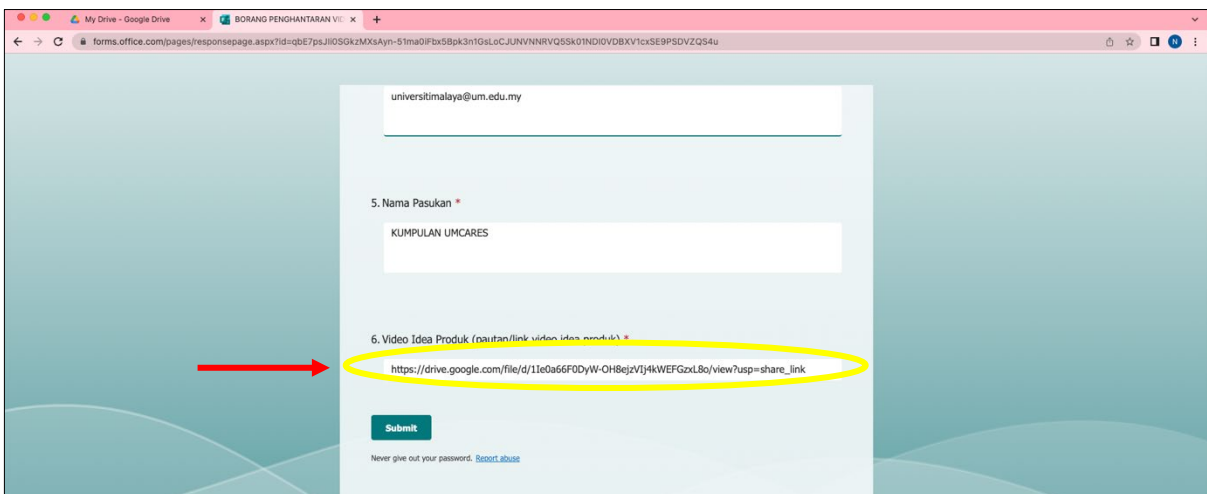 My Drive - Google Drive
BORANG PENGHANTARAN VID
forms.office.com/pages/responsepage.aspx?id=qbE7psJIi0SGkzMXsAyn-51ma0iFbx5Bpk3n1GsLoCJUNVNNRVQ5Sk01NDI0VDBXV1cxSE9PSDVZQS4u
N
universitimalaya@um.edu.my
5. Nama Pasukan *
KUMPULAN UMCARES
6. Video Idea Produk (pautan/link video idea produk) *
https://drive.google.com/file/d/1Ie0a66F0DyW-OH8ejzVIj4kWEFGzxL8o/view?usp=share_link
Submit
Never give out your password. Report abuse